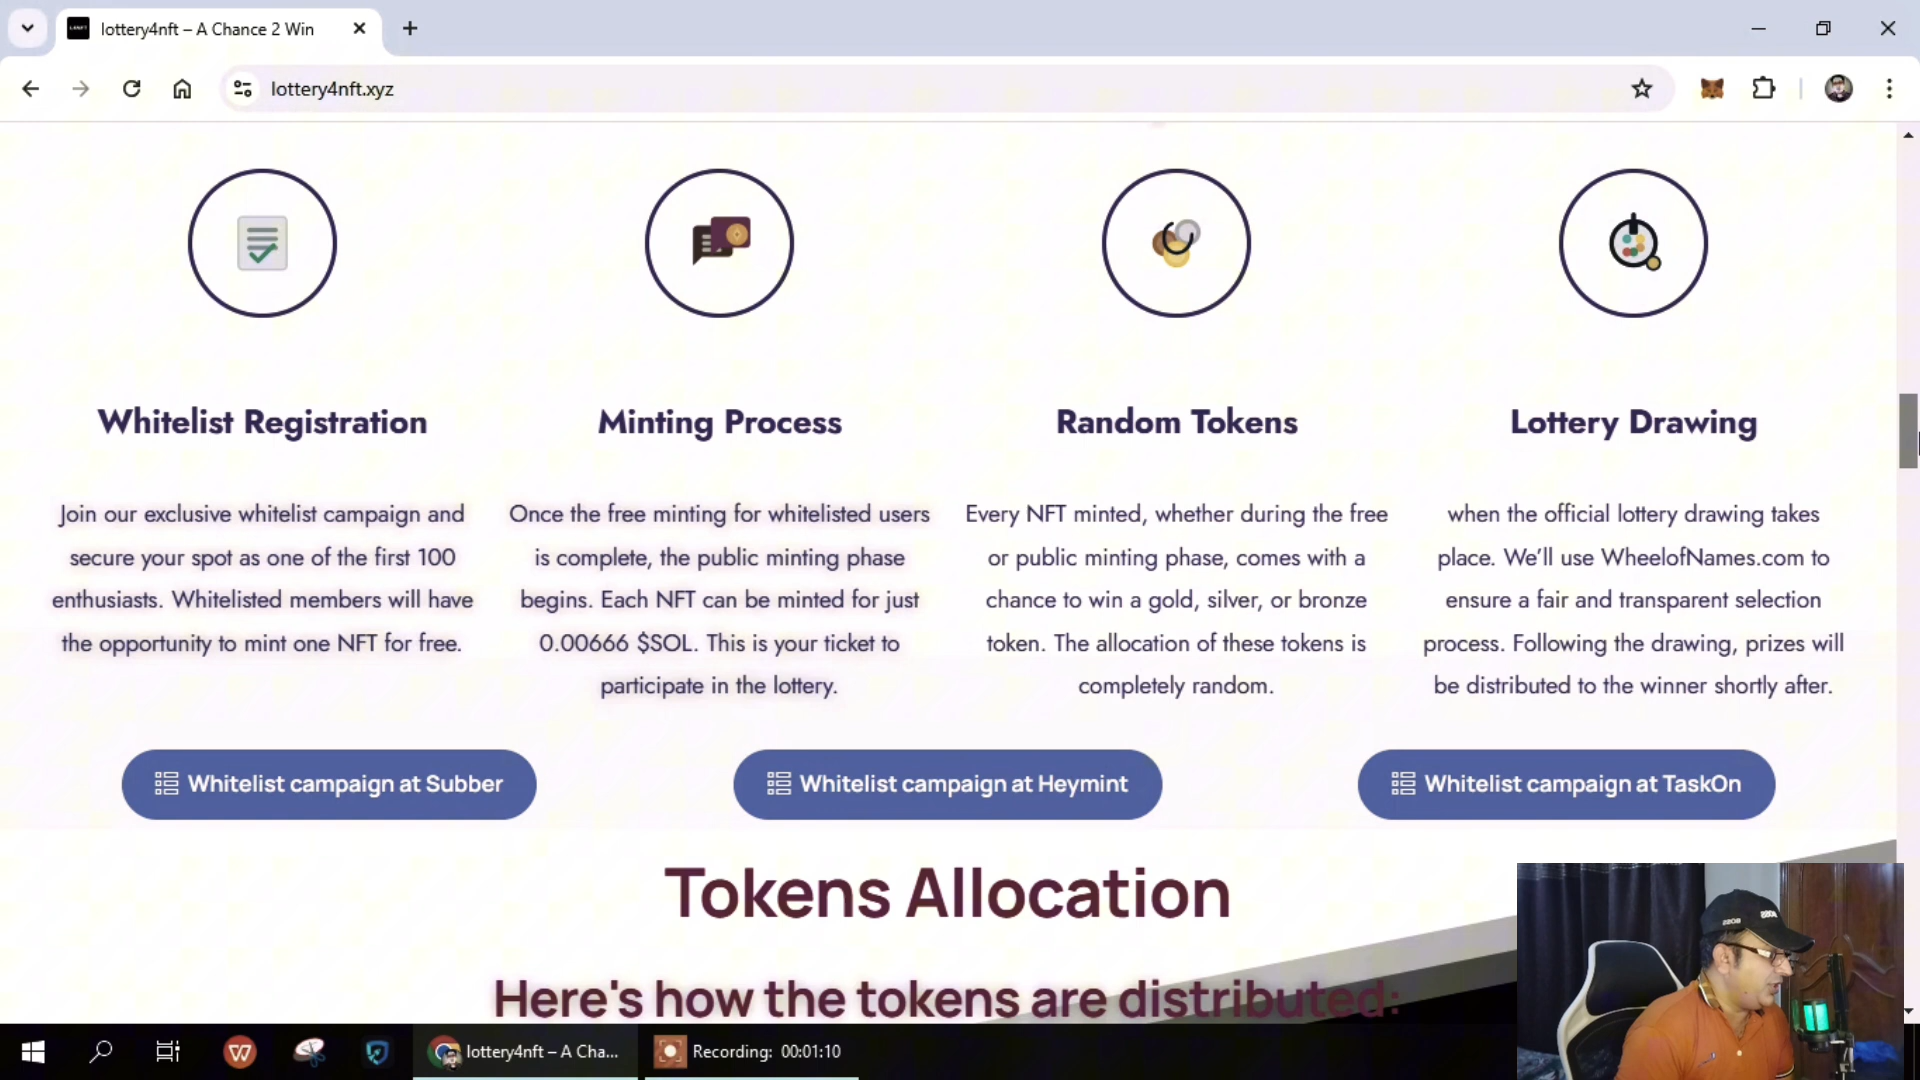 lottery4nft – A Chance 2 Win
lottery4nft.xyz
Whitelist Registration
Join our exclusive whitelist campaign and
secure your spot as one of the first 100
enthusiasts. Whitelisted members will have
the opportunity to mint one NFT for free.
Minting Process
Once the free minting for whitelisted users
is complete, the public minting phase
begins. Each NFT can be minted for just
0.00666 $SOL. This is your ticket to
participate in the lottery.
Random Tokens
Every NFT minted, whether during the free
or public minting phase, comes with a
chance to win a gold, silver, or bronze
token. The allocation of these tokens is
completely random.
Lottery Drawing
when the official lottery drawing takes
place. We’ll use WheelofNames.com to
ensure a fair and transparent selection
process. Following the drawing, prizes will
be distributed to the winner shortly after.
Whitelist campaign at Subber
Whitelist campaign at Heymint
Whitelist campaign at TaskOn
Tokens Allocation
Here's how the tokens are distributed:
lottery4nft – A Cha...
Recording: 00:01:10